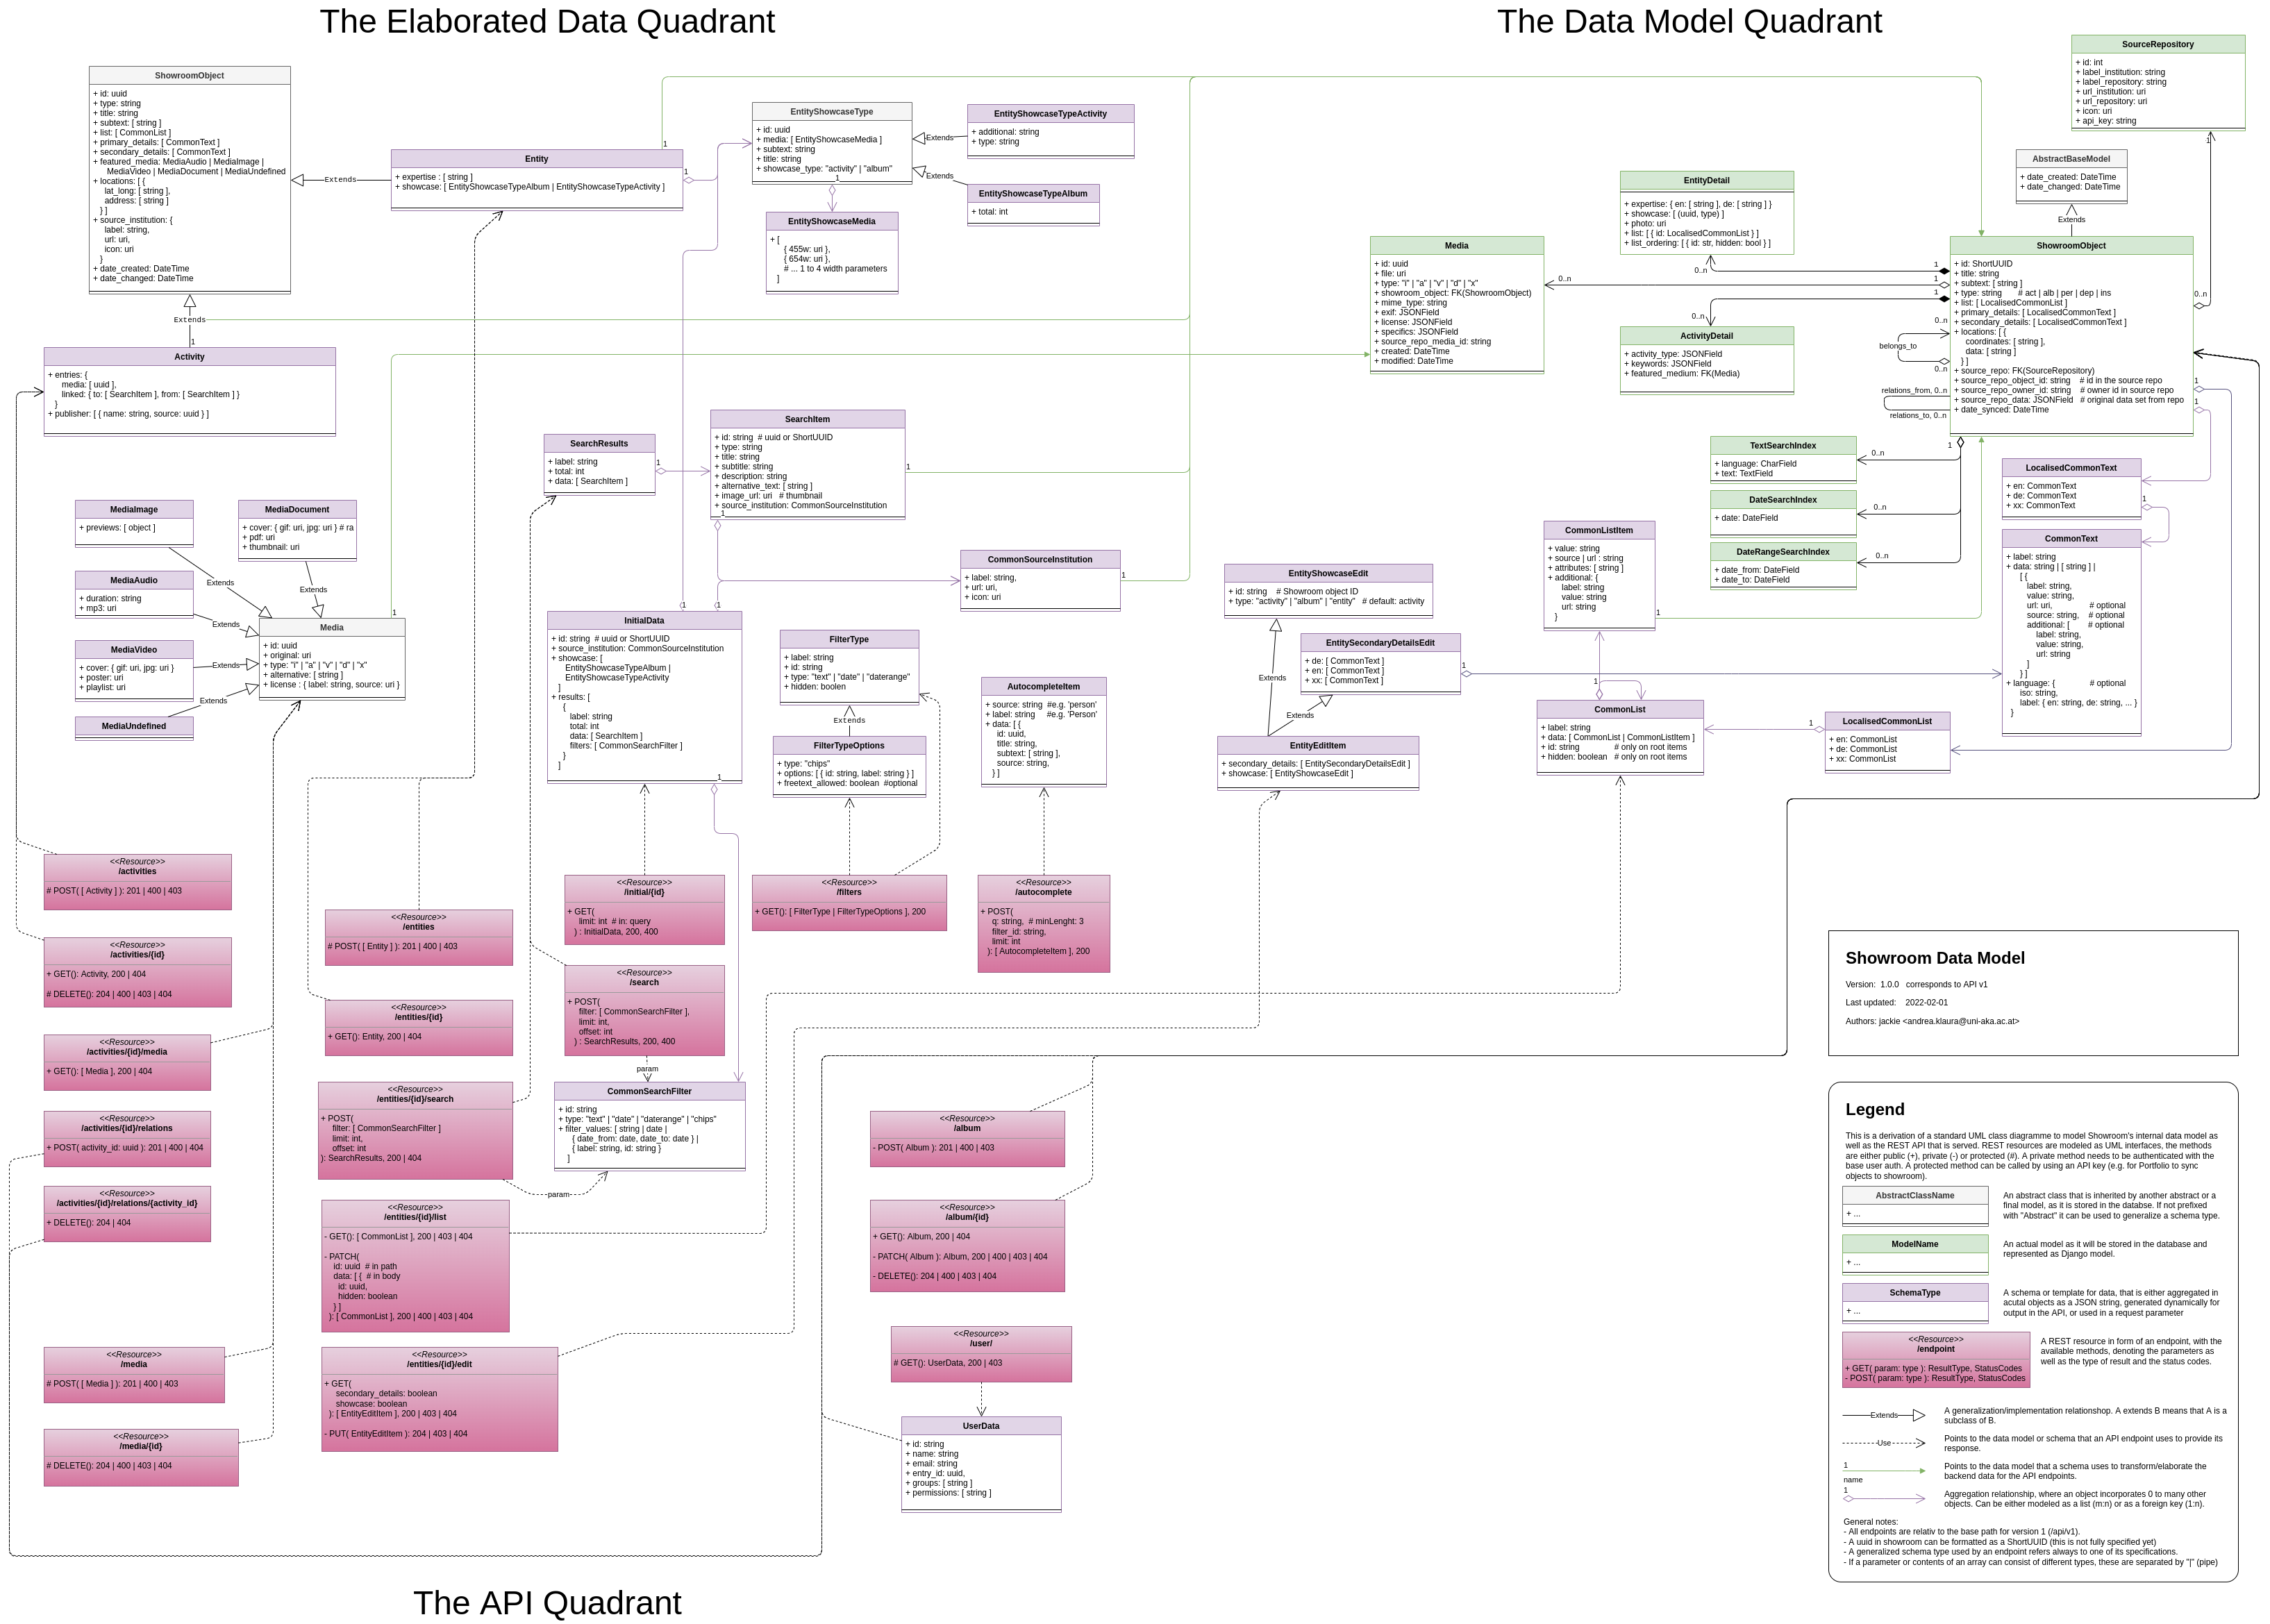 The Elaborated Data Quadrant
The Data Model Quadrant
ShowroomObject
+ id: uuid
+ type: string
+ title: string
+ subtext: [ string ]
+ list: [ CommonList ]
+ primary_details: [ CommonText ]
+ secondary_details: [ CommonText ]
+ featured_media: MediaAudio | MediaImage |
MediaVideo | MediaDocument | MediaUndefined
+ locations: [ {
lat_long: [ string ],
address: [ string ]
} ]
+ source_institution: {
label: string,
url: uri,
icon: uri
}
+ date_created: DateTime
+ date_changed: DateTime
Extends
1
Entity
+ expertise : [ string ]
+ showcase: [ EntityShowcaseTypeAlbum | EntityShowcaseTypeActivity ]
Extends
1
1
EntityShowcaseType
+ id: uuid
+ media: [ EntityShowcaseMedia ]
+ subtext: string
+ title: string
+ showcase_type: "activity" | "album"
1
Extends
Extends
EntityShowcaseTypeActivity
+ additional: string
+ type: string
EntityShowcaseTypeAlbum
+ total: int
EntityShowcaseMedia
+ [
{ 455w: uri },
{ 654w: uri },
# ... 1 to 4 width parameters
]
Activity
+ entries: {
media: [ uuid ],
linked: { to: [ SearchItem ], from: [ SearchItem ] }
}
+ publisher: [ { name: string, source: uuid } ]
MediaImage
+ previews: [ object ]
MediaDocument
+ cover: { gif: uri, jpg: uri } # ra
+ pdf: uri
+ thumbnail: uri
MediaAudio
+ duration: string
+ mp3: uri
MediaVideo
+ cover: { gif: uri, jpg: uri }
+ poster: uri
+ playlist: uri
MediaUndefined
Extends
Extends
Extends
Extends
Extends
Media
+ id: uuid
+ original: uri
+ type: "i" | "a" | "v" | "d" | "x"
+ alternative: [ string ]
+ license : { label: string, source: uri }
1
SearchResults
+ label: string
+ total: int
+ data: [ SearchItem ]
1
SearchItem
+ id: string # uuid or ShortUUID
+ type: string
+ title: string
+ subtitle: string
+ description: string
+ alternative_text: [ string ]
+ image_url: uri # thumbnail
+ source_institution: CommonSourceInstitution
1
1
CommonSourceInstitution
+ label: string,
+ url: uri,
+ icon: uri
1
1
1
InitialData
+ id: string # uuid or ShortUUID
+ source_institution: CommonSourceInstitution
+ showcase: [
EntityShowcaseTypeAlbum |
EntityShowcaseTypeActivity
]
+ results: [
{
label: string
total: int
data: [ SearchItem ]
filters: [ CommonSearchFilter ]
}
]
1
FilterType
+ label: string
+ id: string
+ type: "text" | "date" | "daterange"
+ hidden: boolen
Extends
FilterTypeOptions
+ type: "chips"
+ options: [ { id: string, label: string } ]
+ freetext_allowed: boolean #optional
AutocompleteItem
+ source: string #e.g. 'person'
+ label: string #e.g. 'Person'
+ data: [ {
id: uuid,
title: string,
subtext: [ string ],
source: string,
} ]
EntityShowcaseEdit
+ id: string # Showroom object ID
+ type: "activity" | "album" | "entity" # default: activity
EntitySecondaryDetailsEdit
+ de: [ CommonText ]
+ en: [ CommonText ]
+ xx: [ CommonText ]
1
Extends
Extends
EntityEditItem
+ secondary_details: [ EntitySecondaryDetailsEdit ]
+ showcase: [ EntityShowcaseEdit ]
SourceRepository
+ id: int
+ label_institution: string
+ label_repository: string
+ url_institution: uri
+ url_repository: uri
+ icon: uri
+ api_key: string
1
AbstractBaseModel
+ date_created: DateTime
+ date_changed: DateTime
Extends
EntityDetail
+ expertise: { en: [ string ], de: [ string ] }
+ showcase: [ (uuid, type) ]
+ photo: uri
+ list: [ { id: LocalisedCommonList } ]
+ list_ordering: [ { id: str, hidden: bool } ]
Media
+ id: uuid
+ file: uri
+ type: "i" | "a" | "v" | "d" | "x"
+ showroom_object: FK(ShowroomObject)
+ mime_type: string
+ exif: JSONField
+ license: JSONField
+ specifics: JSONField
+ source_repo_media_id: string
+ created: DateTime
+ modified: DateTime
ActivityDetail
+ activity_type: JSONField
+ keywords: JSONField
+ featured_medium: FK(Media)
0..n
1
0..n
1
0..n
1
ShowroomObject
+ id: ShortUUID
+ title: string
+ subtext: [ string ]
+ type: string # act | alb | per | dep | ins
+ list: [ LocalisedCommonList ]
+ primary_details: [ LocalisedCommonText ]
+ secondary_details: [ LocalisedCommonText ]
+ locations: [ {
coordinates: [ string ],
data: [ string ]
} ]
+ source_repo: FK(SourceRepository)
+ source_repo_object_id: string # id in the source repo
+ source_repo_owner_id: string # owner id in source repo
+ source_repo_data: JSONField # original data set from repo
+ date_synced: DateTime
0..n
0..n
belongs_to
0..n
relations_from, 0..n
relations_to, 0..n
1
1
1
TextSearchIndex
+ language: CharField
+ text: TextField
0..n
DateSearchIndex
+ date: DateField
0..n
DateRangeSearchIndex
+ date_from: DateField
+ date_to: DateField
0..n
LocalisedCommonText
+ en: CommonText
+ de: CommonText
+ xx: CommonText
1
CommonText
+ label: string
+ data: string | [ string ] |
[ {
label: string,
value: string,
url: uri, # optional
source: string, # optional
additional: [ # optional
label: string,
value: string,
url: string
]
} ]
+ language: { # optional
iso: string,
label: { en: string, de: string, ... }
}
CommonListItem
+ value: string
+ source | url : string
+ attributes: [ string ]
+ additional: {
label: string
value: string
url: string
}
1
1
CommonList
+ label: string
+ data: [ CommonList | CommonListItem ]
+ id: string # only on root items
+ hidden: boolean # only on root items
1
LocalisedCommonList
+ en: CommonList
+ de: CommonList
+ xx: CommonList
<<Resource>>
/activities
# POST( [ Activity ] ): 201 | 400 | 403
<<Resource>>
/activities/{id}
+ GET(): Activity, 200 | 404
# DELETE(): 204 | 400 | 403 | 404
<<Resource>>
/activities/{id}/media
+ GET(): [ Media ], 200 | 404
<<Resource>>
/activities/{id}/relations
+ POST( activity_id: uuid ): 201 | 400 | 404
<<Resource>>
/activities/{id}/relations/{activity_id}
+ DELETE(): 204 | 404
<<Resource>>
/media
# POST( [ Media ] ): 201 | 400 | 403
<<Resource>>
/media/{id}
# DELETE(): 204 | 400 | 403 | 404
<<Resource>>
/entities
# POST( [ Entity ] ): 201 | 400 | 403
<<Resource>>
/entities/{id}
+ GET(): Entity, 200 | 404
<<Resource>>
/entities/{id}/search
+ POST(
filter: [ CommonSearchFilter ]
limit: int,
offset: int
): SearchResults, 200 | 404
<<Resource>>
/entities/{id}/list
- GET(): [ CommonList ], 200 | 403 | 404
- PATCH(
id: uuid # in path
data: [ { # in body
id: uuid,
hidden: boolean
} ]
): [ CommonList ], 200 | 400 | 403 | 404
<<Resource>>
/entities/{id}/edit
+ GET(
secondary_details: boolean
showcase: boolean
): [ EntityEditItem ], 200 | 403 | 404
- PUT( EntityEditItem ): 204 | 403 | 404
<<Resource>>
/initial/{id}
+ GET(
limit: int # in: query
) : InitialData, 200, 400
<<Resource>>
/search
+ POST(
filter: [ CommonSearchFilter ],
limit: int,
offset: int
) : SearchResults, 200, 400
param
param
CommonSearchFilter
+ id: string
+ type: "text" | "date" | "daterange" | "chips"
+ filter_values: [ string | date |
{ date_from: date, date_to: date } |
{ label: string, id: string }
]
<<Resource>>
/filters
+ GET(): [ FilterType | FilterTypeOptions ], 200
<<Resource>>
/autocomplete
+ POST(
q: string, # minLenght: 3
filter_id: string,
limit: int
): [ AutocompleteItem ], 200
<<Resource>>
/album
- POST( Album ): 201 | 400 | 403
<<Resource>>
/album/{id}
+ GET(): Album, 200 | 404
- PATCH( Album ): Album, 200 | 400 | 403 | 404
- DELETE(): 204 | 400 | 403 | 404
<<Resource>>
/user/
# GET(): UserData, 200 | 403
UserData
+ id: string
+ name: string
+ email: string
+ entry_id: uuid,
+ groups: [ string ]
+ permissions: [ string ]
Showroom Data Model
Version: 1.0.0 corresponds to API v1
Last updated: 2022-02-01
Authors: jackie <andrea.klaura@uni-aka.ac.at>
Legend
This is a derivation of a standard UML class diagramme to model Showroom's internal data model as
well as the REST API that is served. REST resources are modeled as UML interfaces, the methods
are either public (+), private (-) or protected (#). A private method needs to be authenticated with the
base user auth. A protected method can be called by using an API key (e.g. for Portfolio to sync
objects to showroom).
AbstractClassName
+ ...
An abstract class that is inherited by another abstract or a
final model, as it is stored in the databse. If not prefixed
with "Abstract" it can be used to generalize a schema type.
ModelName
+ ...
An actual model as it will be stored in the database and
represented as Django model.
SchemaType
+ ...
A schema or template for data, that is either aggregated in
acutal objects as a JSON string, generated dynamically for
output in the API, or used in a request parameter
<<Resource>>
/endpoint
+ GET( param: type ): ResultType, StatusCodes
- POST( param: type ): ResultType, StatusCodes
A REST resource in form of an endpoint, with the
available methods, denoting the parameters as
well as the type of result and the status codes.
Extends
A generalization/implementation relationshop. A extends B means that A is a
subclass of B.
Use
Points to the data model or schema that an API endpoint uses to provide its
response.
1
Points to the data model that a schema uses to transform/elaborate the
backend data for the API endpoints.
name
1
Aggregation relationship, where an object incorporates 0 to many other
objects. Can be either modeled as a list (m:n) or as a foreign key (1:n).
General notes:
- All endpoints are relativ to the base path for version 1 (/api/v1).
- A uuid in showroom can be formatted as a ShortUUID (this is not fully specified yet)
- A generalized schema type used by an endpoint refers always to one of its specifications.
- If a parameter or contents of an array can consist of different types, these are separated by "|" (pipe)
The API Quadrant